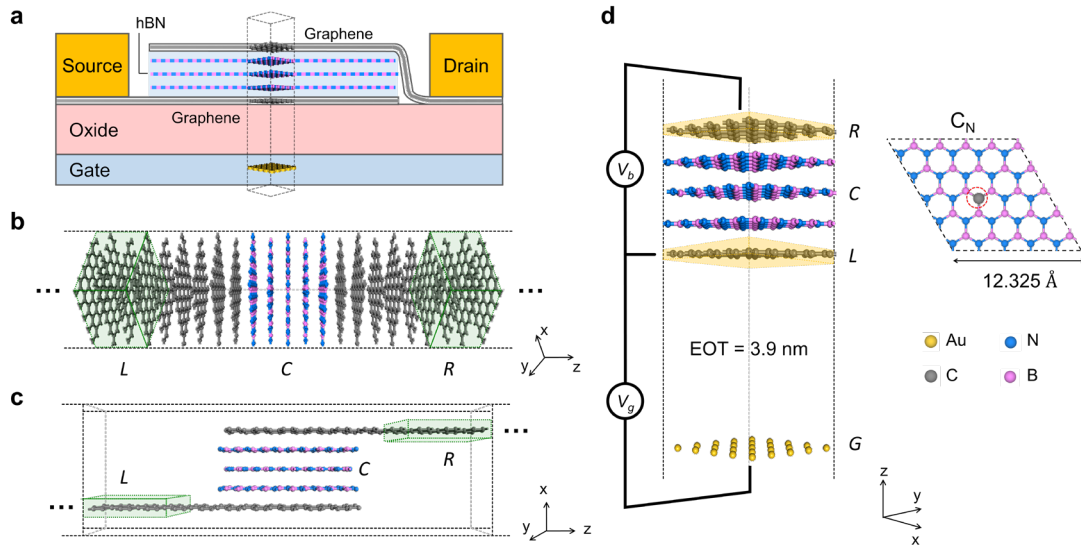 a
hBN
Graphene
Source
Drain
Graphene
Oxide
Gate
b
...
...
L
C
R
x
y
z
c
L
C
R
...
...
x
y
z
d
V_b
R
C
L
EOT = 3.9 nm
V_g
G
C_N
12.325 Å
Au
N
C
B
z
y
x